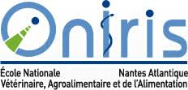 Oniris
École Nationale Nantes Atlantique
Vétérinaire, Agroalimentaire et de l'Alimentation